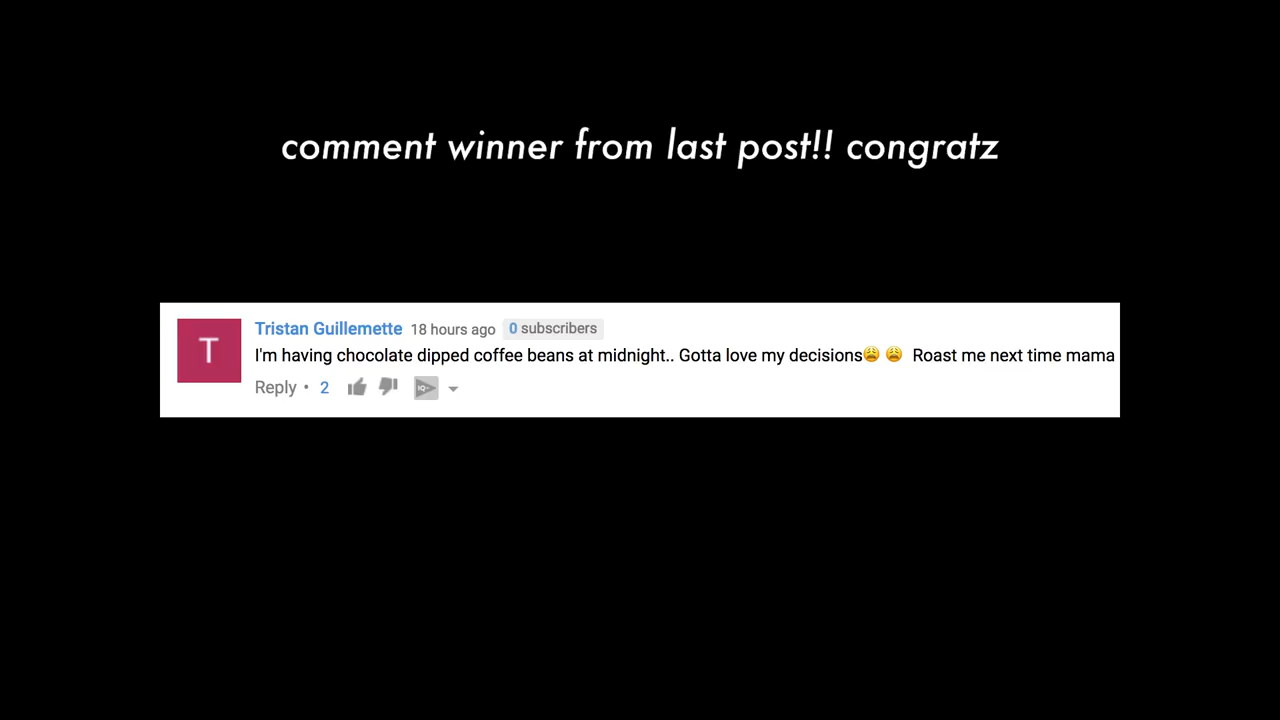 comment winner from last post!! congratz
T
Tristan Guillemette 18 hours ago 0 subscribers
I'm having chocolate dipped coffee beans at midnight.. Gotta love my decisions😩 😩 Roast me next time mama
Reply • 2 IQ